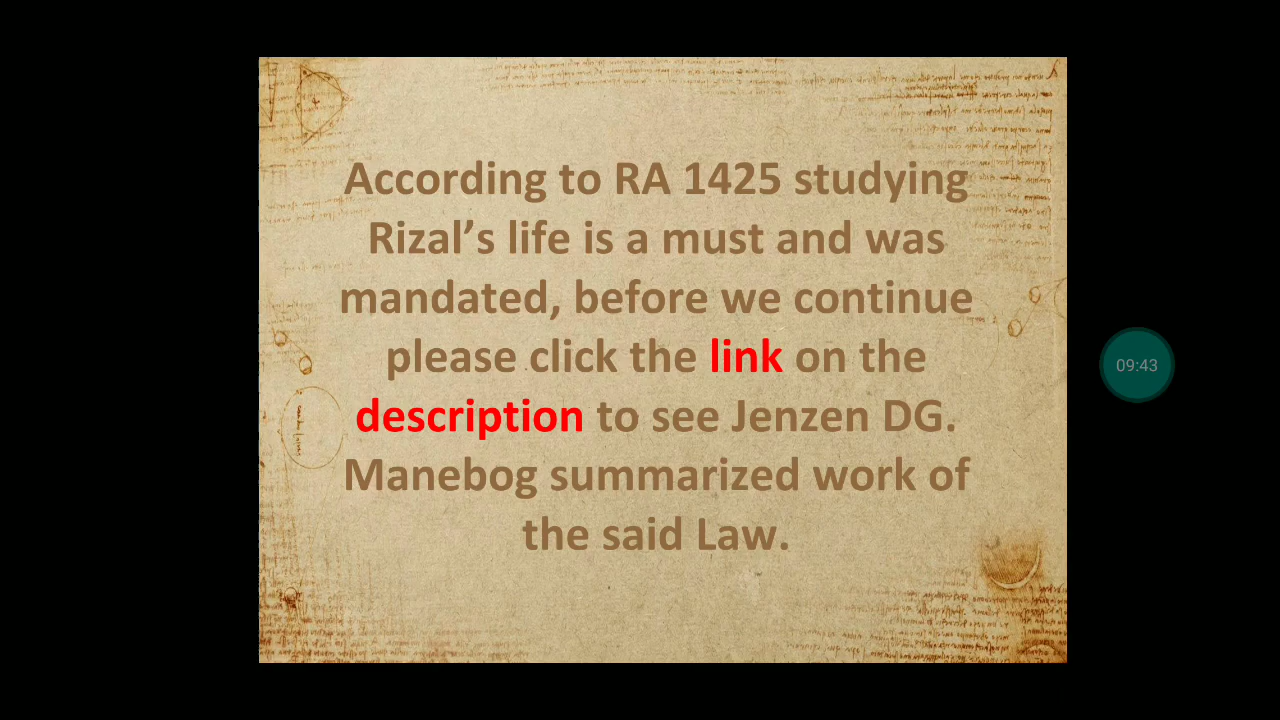 According to RA 1425 studying
Rizal’s life is a must and was
mandated, before we continue
please click the link on the
description to see Jenzen DG.
Manebog summarized work of
the said Law.
09:43